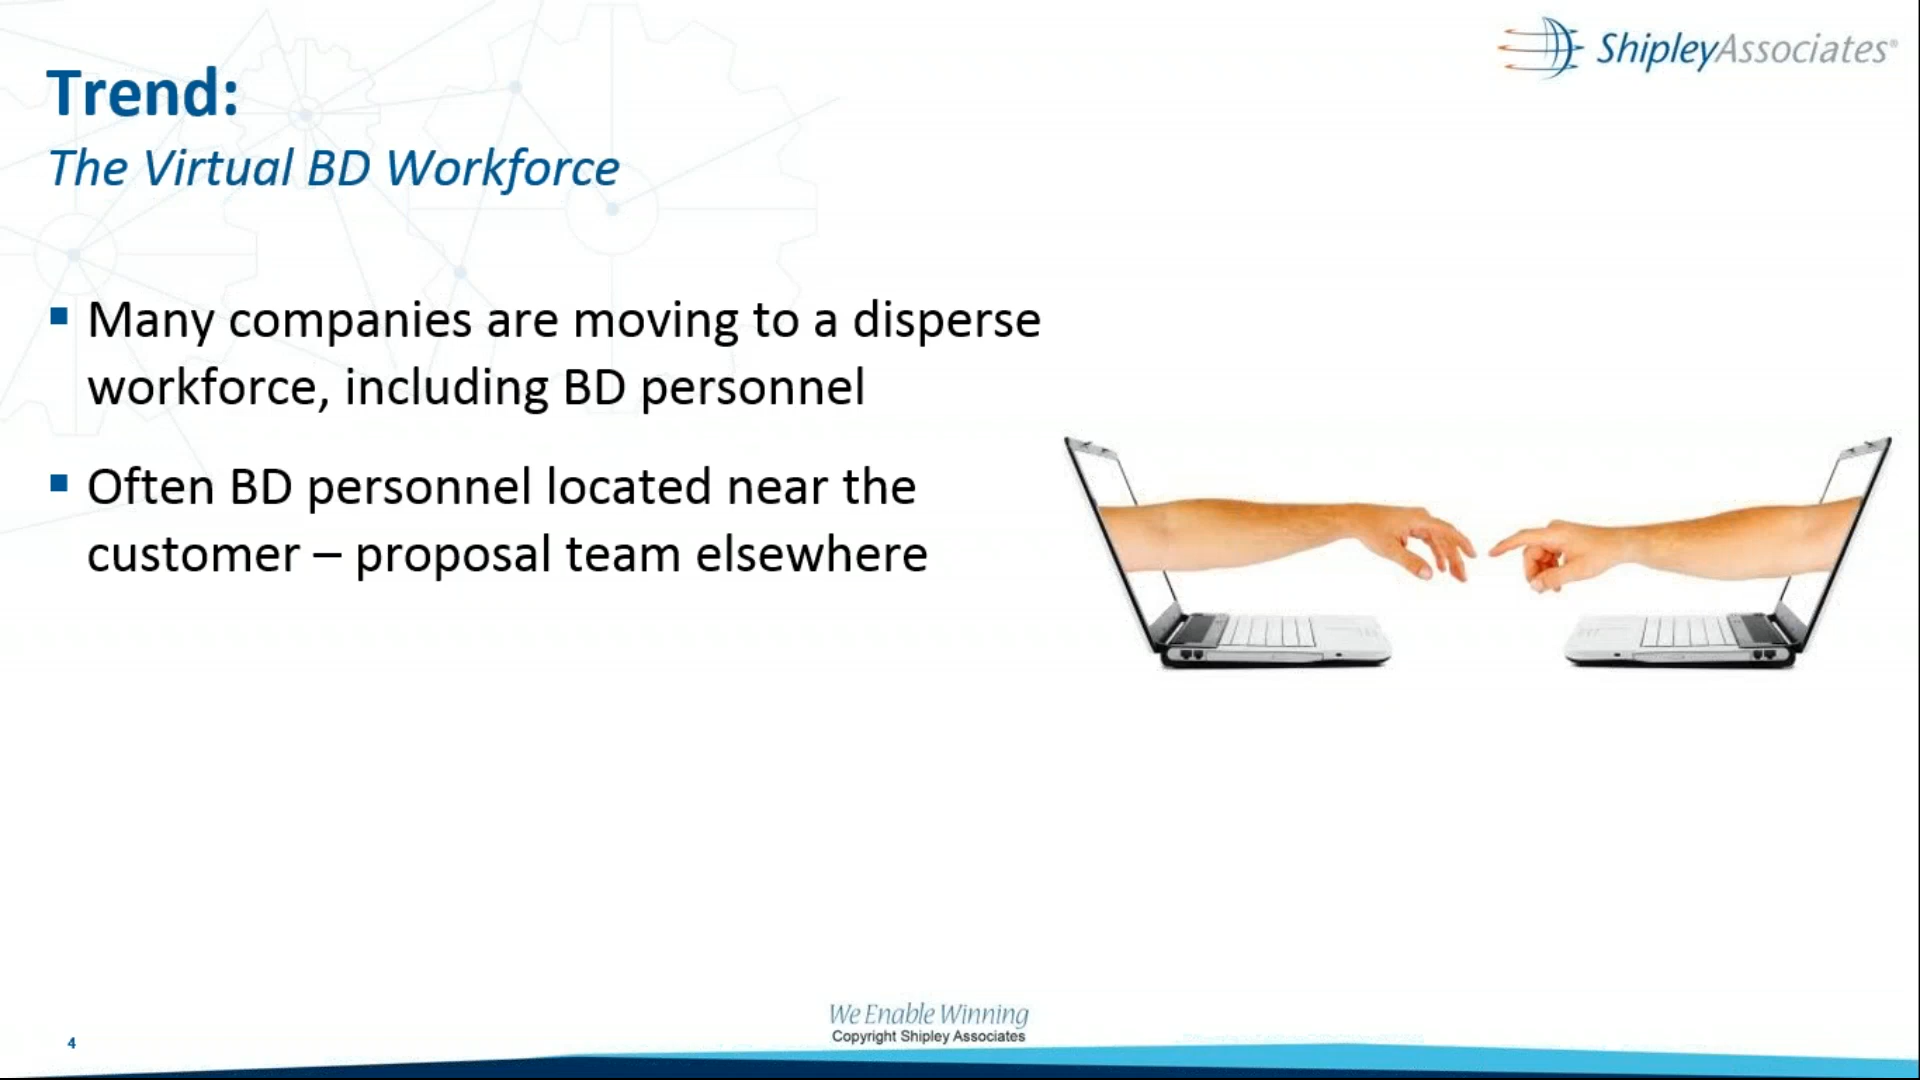 ShipleyAssociates®
Trend:
The Virtual BD Workforce
▪ Many companies are moving to a disperse
workforce, including BD personnel
▪ Often BD personnel located near the
customer – proposal team elsewhere
We Enable Winning
Copyright Shipley Associates
4